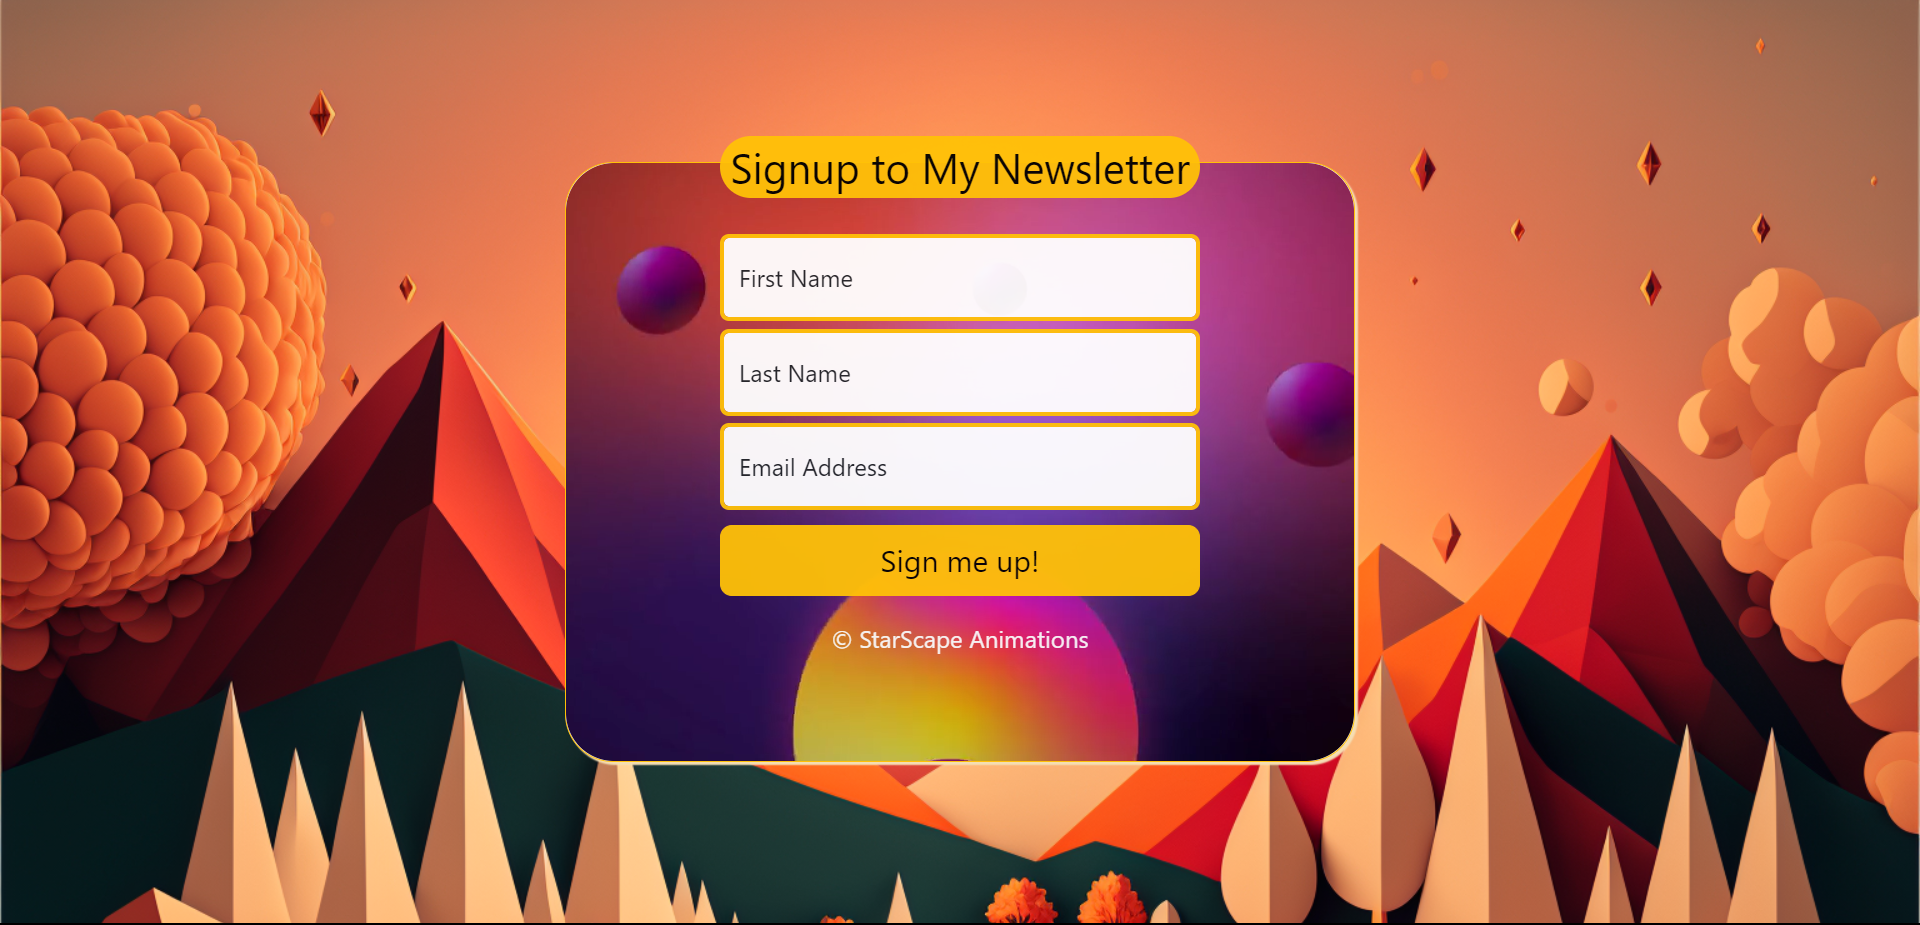 Signup to My Newsletter
First Name
Last Name
Email Address
Sign me up!
© StarScape Animations